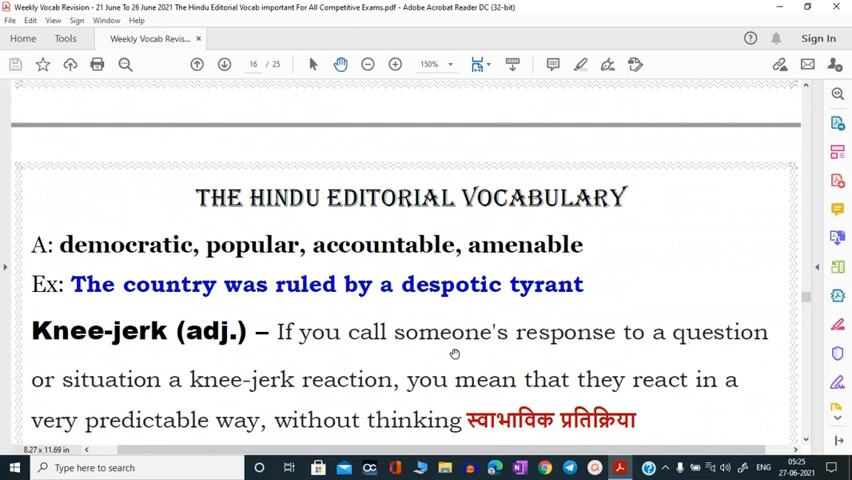 Weekly Vocab Revision - 21 June To 26 June 2021 The Hindu Editorial Vocab important For All Competitive Exams.pdf - Adobe Acrobat Reader DC (32-bit)
File Edit View Sign Window Help
Home Tools Weekly Vocab Revis... × Sign In
16 / 25 150%
THE HINDU EDITORIAL VOCABULARY
A: democratic, popular, accountable, amenable
Ex: The country was ruled by a despotic tyrant
Knee-jerk (adj.) – If you call someone's response to a question
or situation a knee-jerk reaction, you mean that they react in a
very predictable way, without thinking स्वाभाविक प्रतिक्रिया
8.27 x 11.69 in
Type here to search ENG 05:25
27-06-2021